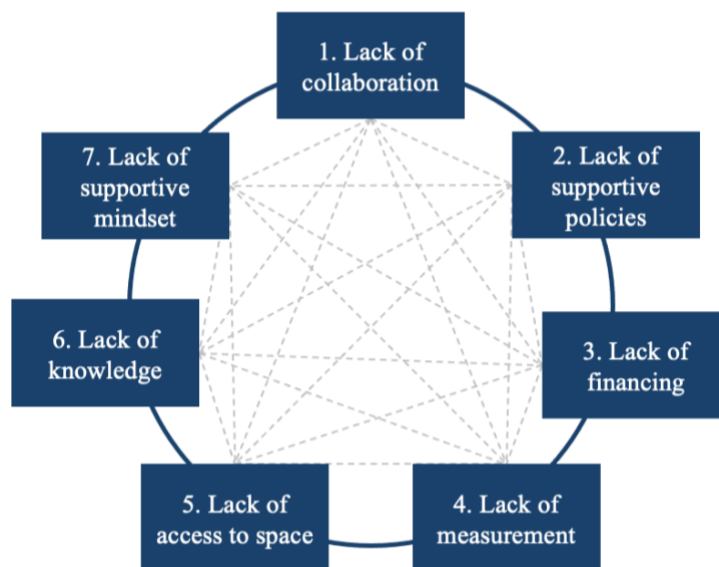 1. Lack of
collaboration
2. Lack of
supportive
policies
3. Lack of
financing
4. Lack of
measurement
5. Lack of
access to space
6. Lack of
knowledge
7. Lack of
supportive
mindset